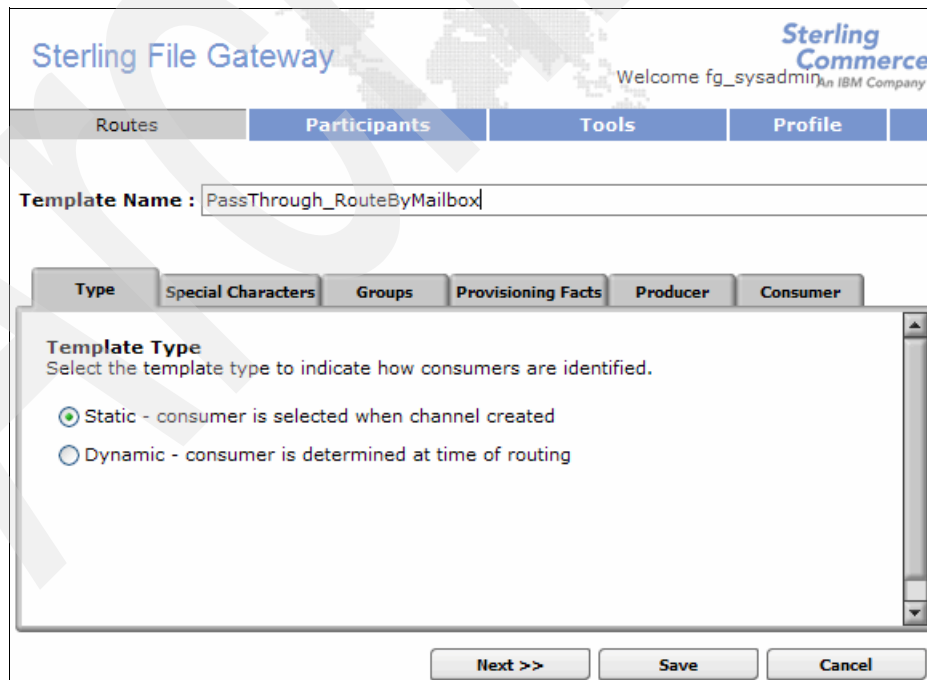 Sterling File Gateway
Sterling
Commerce
An IBM Company
Welcome fg_sysadmin
Routes Participants Tools Profile
Template Name : PassThrough_RouteByMailbox
Type Special Characters Groups Provisioning Facts Producer Consumer
Template Type
Select the template type to indicate how consumers are identified.
Static - consumer is selected when channel created
Dynamic - consumer is determined at time of routing
Next >> Save Cancel